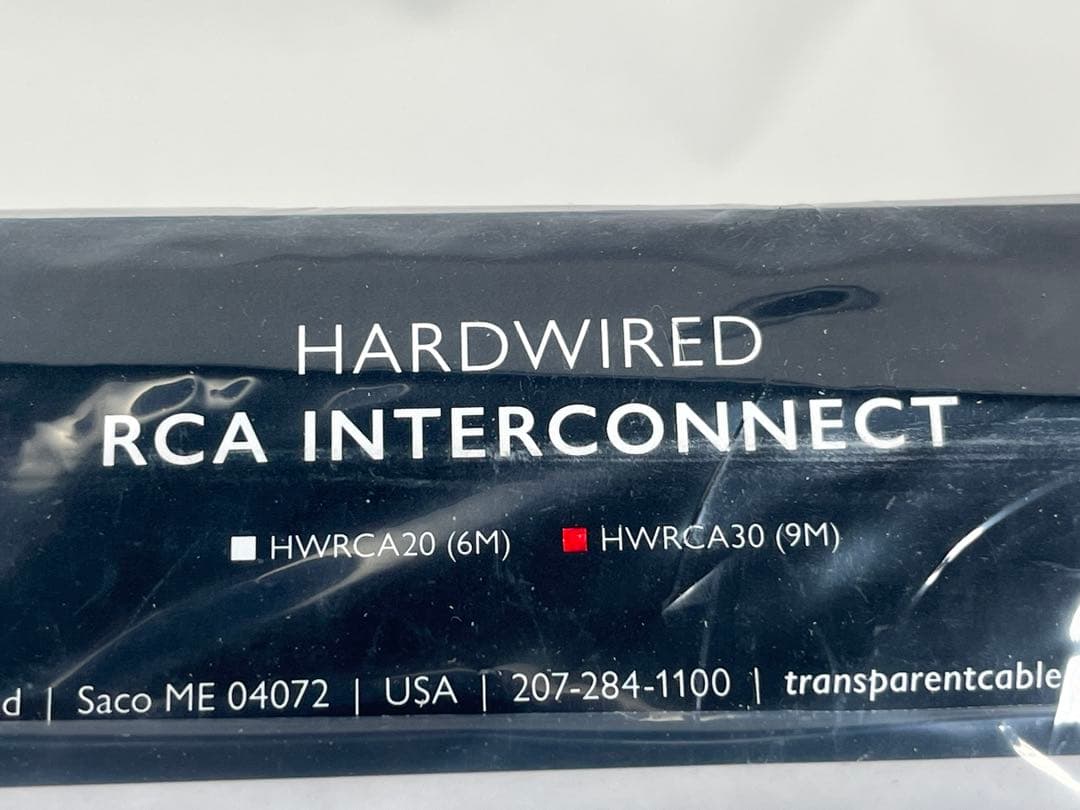 HARDWIRED
RCA INTERCONNECT
HWRCA20 (6M) HWRCA30 (9M)
d | Saco ME 04072 | USA | 207-284-1100 | transparentcable